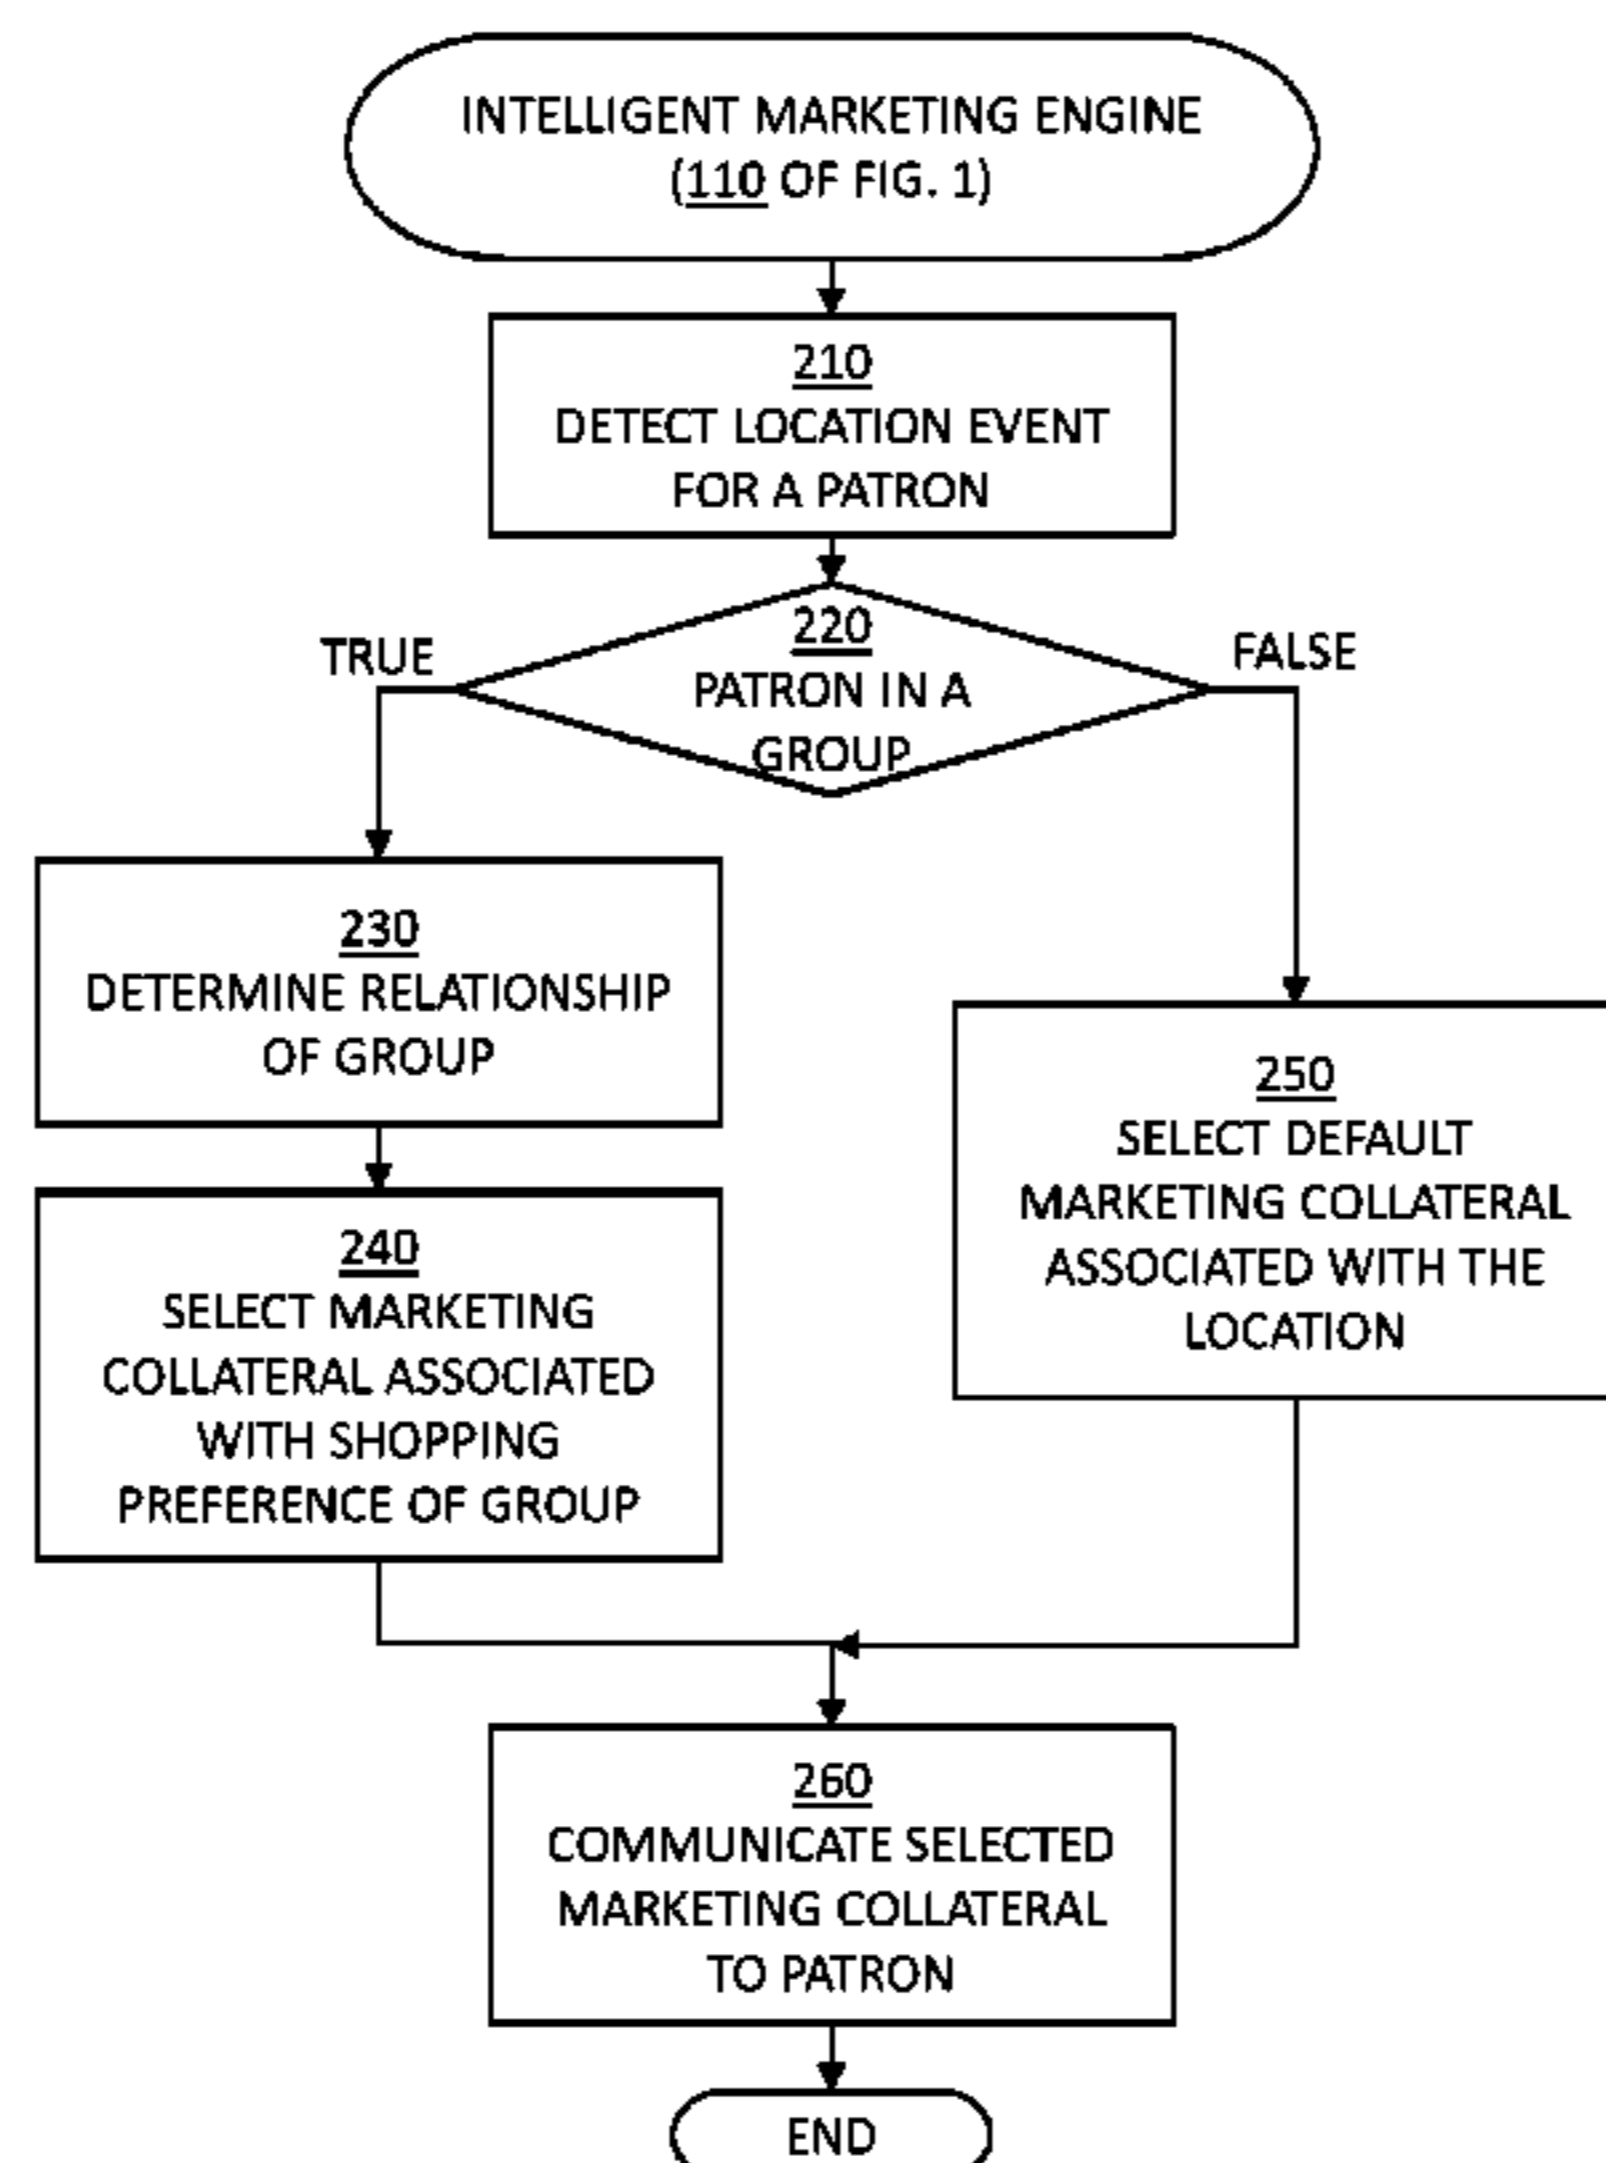 INTELLIGENT MARKETING ENGINE
(110 OF FIG. 1)
210
DETECT LOCATION EVENT
FOR A PATRON
220
PATRON IN A
GROUP
TRUE
FALSE
230
DETERMINE RELATIONSHIP
OF GROUP
240
SELECT MARKETING
COLLATERAL ASSOCIATED
WITH SHOPPING
PREFERENCE OF GROUP
250
SELECT DEFAULT
MARKETING COLLATERAL
ASSOCIATED WITH THE
LOCATION
260
COMMUNICATE SELECTED
MARKETING COLLATERAL
TO PATRON
END